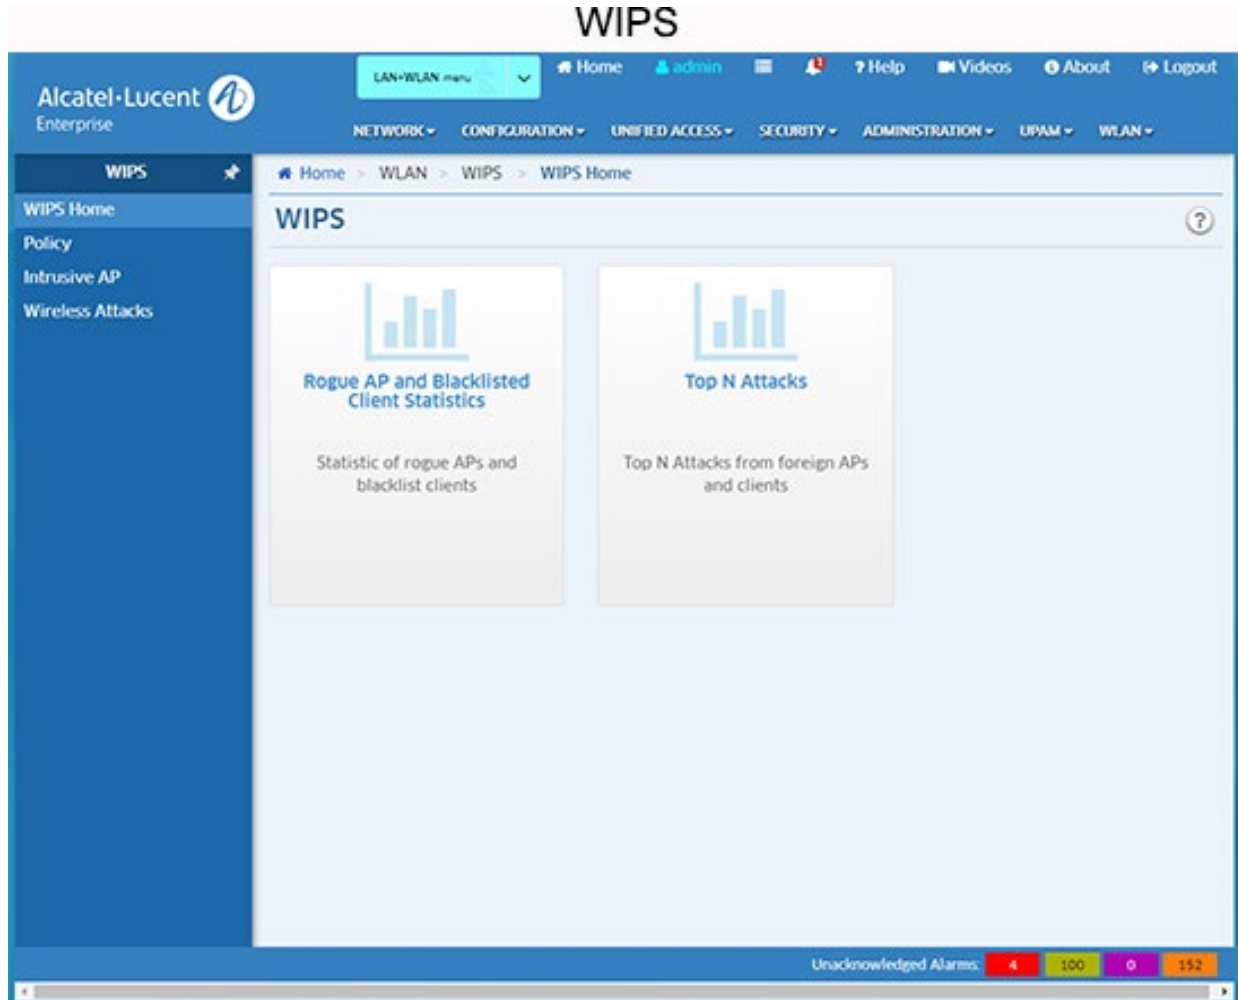 WIPS
Alcatel·Lucent
Enterprise
LAN+WLAN menu
Home admin 1 ? Help Videos About Logout
NETWORK CONFIGURATION UNIFIED ACCESS SECURITY ADMINISTRATION UPAM WLAN
WIPS
WIPS Home
Policy
Intrusive AP
Wireless Attacks
Home > WLAN > WIPS > WIPS Home
WIPS
?
Rogue AP and Blacklisted
Client Statistics
Statistic of rogue APs and
blacklist clients
Top N Attacks
Top N Attacks from foreign APs
and clients
Unacknowledged Alarms: 4 100 0 152